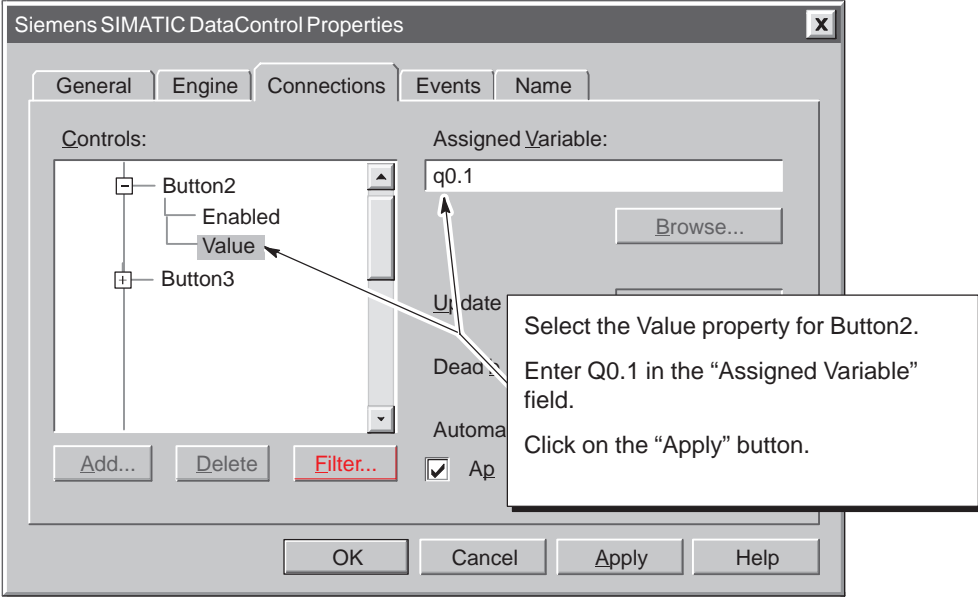 Siemens SIMATIC DataControl Properties
X
General Engine Connections Events Name
Controls:
Assigned Variable:
q0.1
Button2
Enabled
Value
Button3
Browse...
Update
Dead
Automa
Ap
Add... Delete Filter...
Select the Value property for Button2.
Enter Q0.1 in the “Assigned Variable”
field.
Click on the “Apply” button.
OK Cancel Apply Help